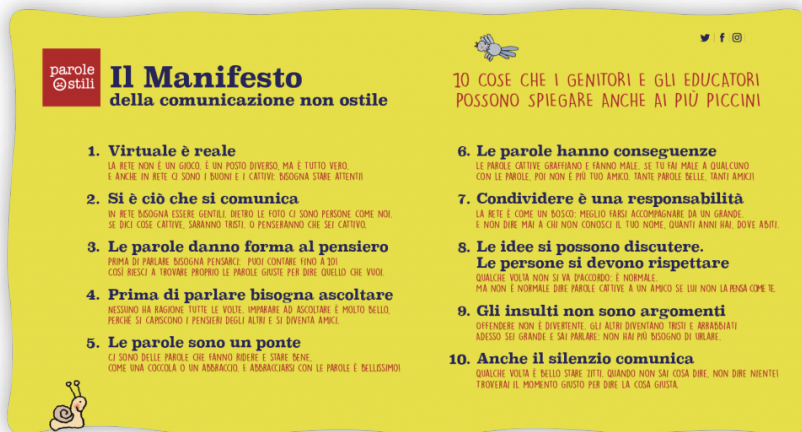 parole
ostili
Il Manifesto
della comunicazione non ostile
10 COSE CHE I GENITORI E GLI EDUCATORI
POSSONO SPIEGARE ANCHE AI PIÙ PICCINI
1. Virtuale è reale
LA RETE NON È UN GIOCO, È UN POSTO DIVERSO, MA È TUTTO VERO.
E ANCHE IN RETE CI SONO I BUONI E I CATTIVI: BISOGNA STARE ATTENTI!
2. Si è ciò che si comunica
IN RETE BISOGNA ESSERE GENTILI. DIETRO LE FOTO CI SONO PERSONE COME NOI.
SE DICI COSE CATTIVE, SARANNO TRISTI. O PENSERANNO CHE SEI CATTIVO.
3. Le parole danno forma al pensiero
PRIMA DI PARLARE BISOGNA PENSARCI: PUOI CONTARE FINO A 10!
COSÌ RIESCI A TROVARE PROPRIO LE PAROLE GIUSTE PER DIRE QUELLO CHE VUOI.
4. Prima di parlare bisogna ascoltare
NESSUNO HA RAGIONE TUTTE LE VOLTE. IMPARARE AD ASCOLTARE È MOLTO BELLO,
PERCHÉ SI CAPISCONO I PENSIERI DEGLI ALTRI E SI DIVENTA AMICI.
5. Le parole sono un ponte
CI SONO DELLE PAROLE CHE FANNO RIDERE E STARE BENE,
COME UNA COCCOLA O UN ABBRACCIO. E ABBRACCIARSI CON LE PAROLE È BELLISSIMO!
6. Le parole hanno conseguenze
LE PAROLE CATTIVE GRAFFIANO E FANNO MALE. SE TU FAI MALE A QUALCUNO
CON LE PAROLE, POI NON È PIÙ TUO AMICO. TANTE PAROLE BELLE, TANTI AMICI!
7. Condividere è una responsabilità
LA RETE È COME UN BOSCO: MEGLIO FARSI ACCOMPAGNARE DA UN GRANDE.
E NON DIRE MAI A CHI NON CONOSCI IL TUO NOME, QUANTI ANNI HAI, DOVE ABITI.
8. Le idee si possono discutere.
Le persone si devono rispettare
QUALCHE VOLTA NON SI VA D'ACCORDO: È NORMALE.
MA NON È NORMALE DIRE PAROLE CATTIVE A UN AMICO SE LUI NON LA PENSA COME TE.
9. Gli insulti non sono argomenti
OFFENDERE NON È DIVERTENTE. GLI ALTRI DIVENTANO TRISTI E ARRABBIATI
ADESSO SEI GRANDE E SAI PARLARE: NON HAI PIÙ BISOGNO DI URLARE.
10. Anche il silenzio comunica
QUALCHE VOLTA È BELLO STARE ZITTI. QUANDO NON SAI COSA DIRE, NON DIRE NIENTE!
TROVERAI IL MOMENTO GIUSTO PER DIRE LA COSA GIUSTA.